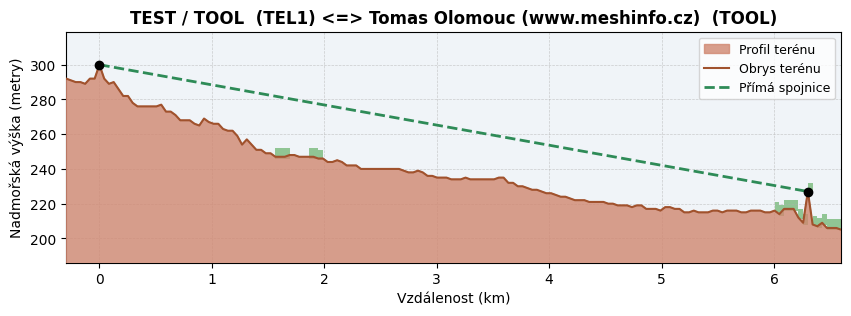 TEST / TOOL  (TEL1) <=> Tomas Olomouc (www.meshinfo.cz)  (TOOL)
Profil terénu
Obrys terénu
Přímá spojnice
Nadmořská výška (metry)
300
280
260
240
220
200
0 1 2 3 4 5 6
Vzdálenost (km)